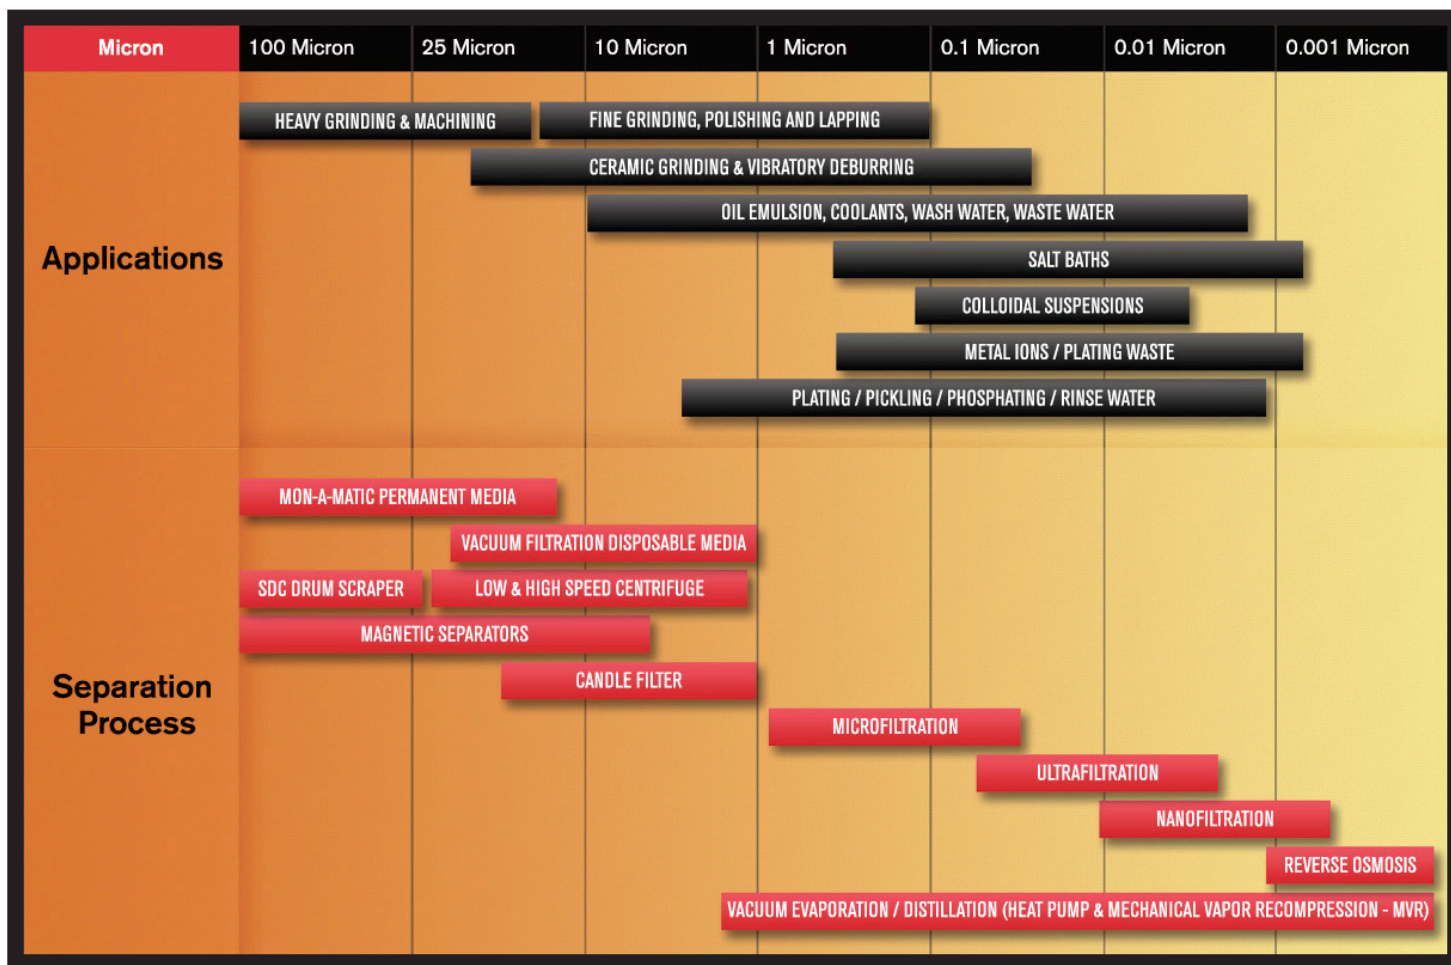 Micron
100 Micron
25 Micron
10 Micron
1 Micron
0.1 Micron
0.01 Micron
0.001 Micron
Applications
HEAVY GRINDING & MACHINING
FINE GRINDING, POLISHING AND LAPPING
CERAMIC GRINDING & VIBRATORY DEBURRING
OIL EMULSION, COOLANTS, WASH WATER, WASTE WATER
SALT BATHS
COLLOIDAL SUSPENSIONS
METAL IONS / PLATING WASTE
PLATING / PICKLING / PHOSPHATING / RINSE WATER
Separation
Process
MON-A-MATIC PERMANENT MEDIA
VACUUM FILTRATION DISPOSABLE MEDIA
SDC DRUM SCRAPER
LOW & HIGH SPEED CENTRIFUGE
MAGNETIC SEPARATORS
CANDLE FILTER
MICROFILTRATION
ULTRAFILTRATION
NANOFILTRATION
REVERSE OSMOSIS
VACUUM EVAPORATION / DISTILLATION (HEAT PUMP & MECHANICAL VAPOR RECOMPRESSION - MVR)